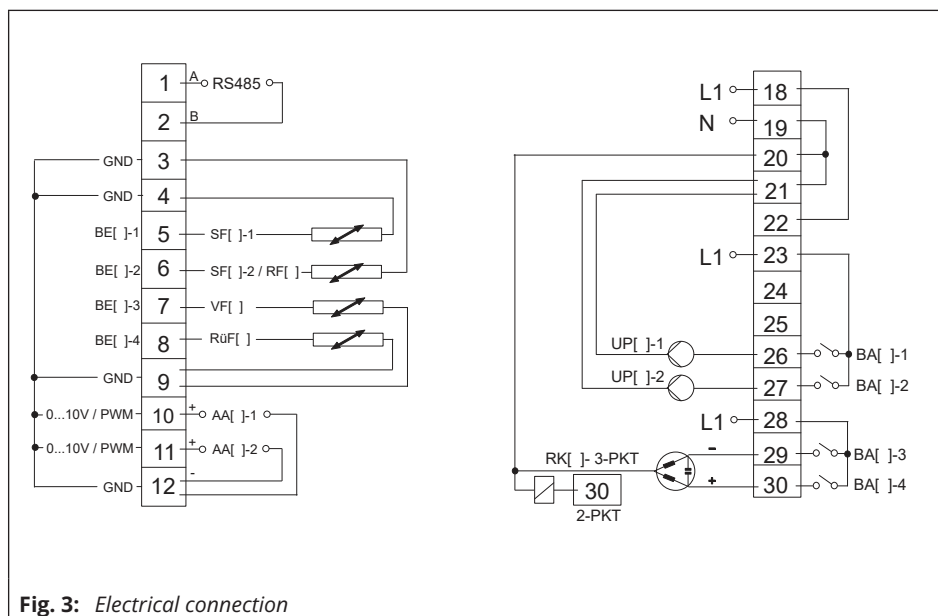 1 A RS485
2 B
GND 3
GND 4
BE[ ]-1 5 SF[ ]-1
BE[ ]-2 6 SF[ ]-2 / RF[ ]
BE[ ]-3 7 VF[ ]
BE[ ]-4 8 RüF[ ]
GND 9
0...10V / PWM 10 + AA[ ]-1
0...10V / PWM 11 + AA[ ]-2
GND 12 -
L1 18
N 19
20
21
22
L1 23
24
25
UP[ ]-1 26 BA[ ]-1
UP[ ]-2 27 BA[ ]-2
L1 28
RK[ ]- 3-PKT - 29 BA[ ]-3
30 + 30 BA[ ]-4
2-PKT
Fig. 3: Electrical connection